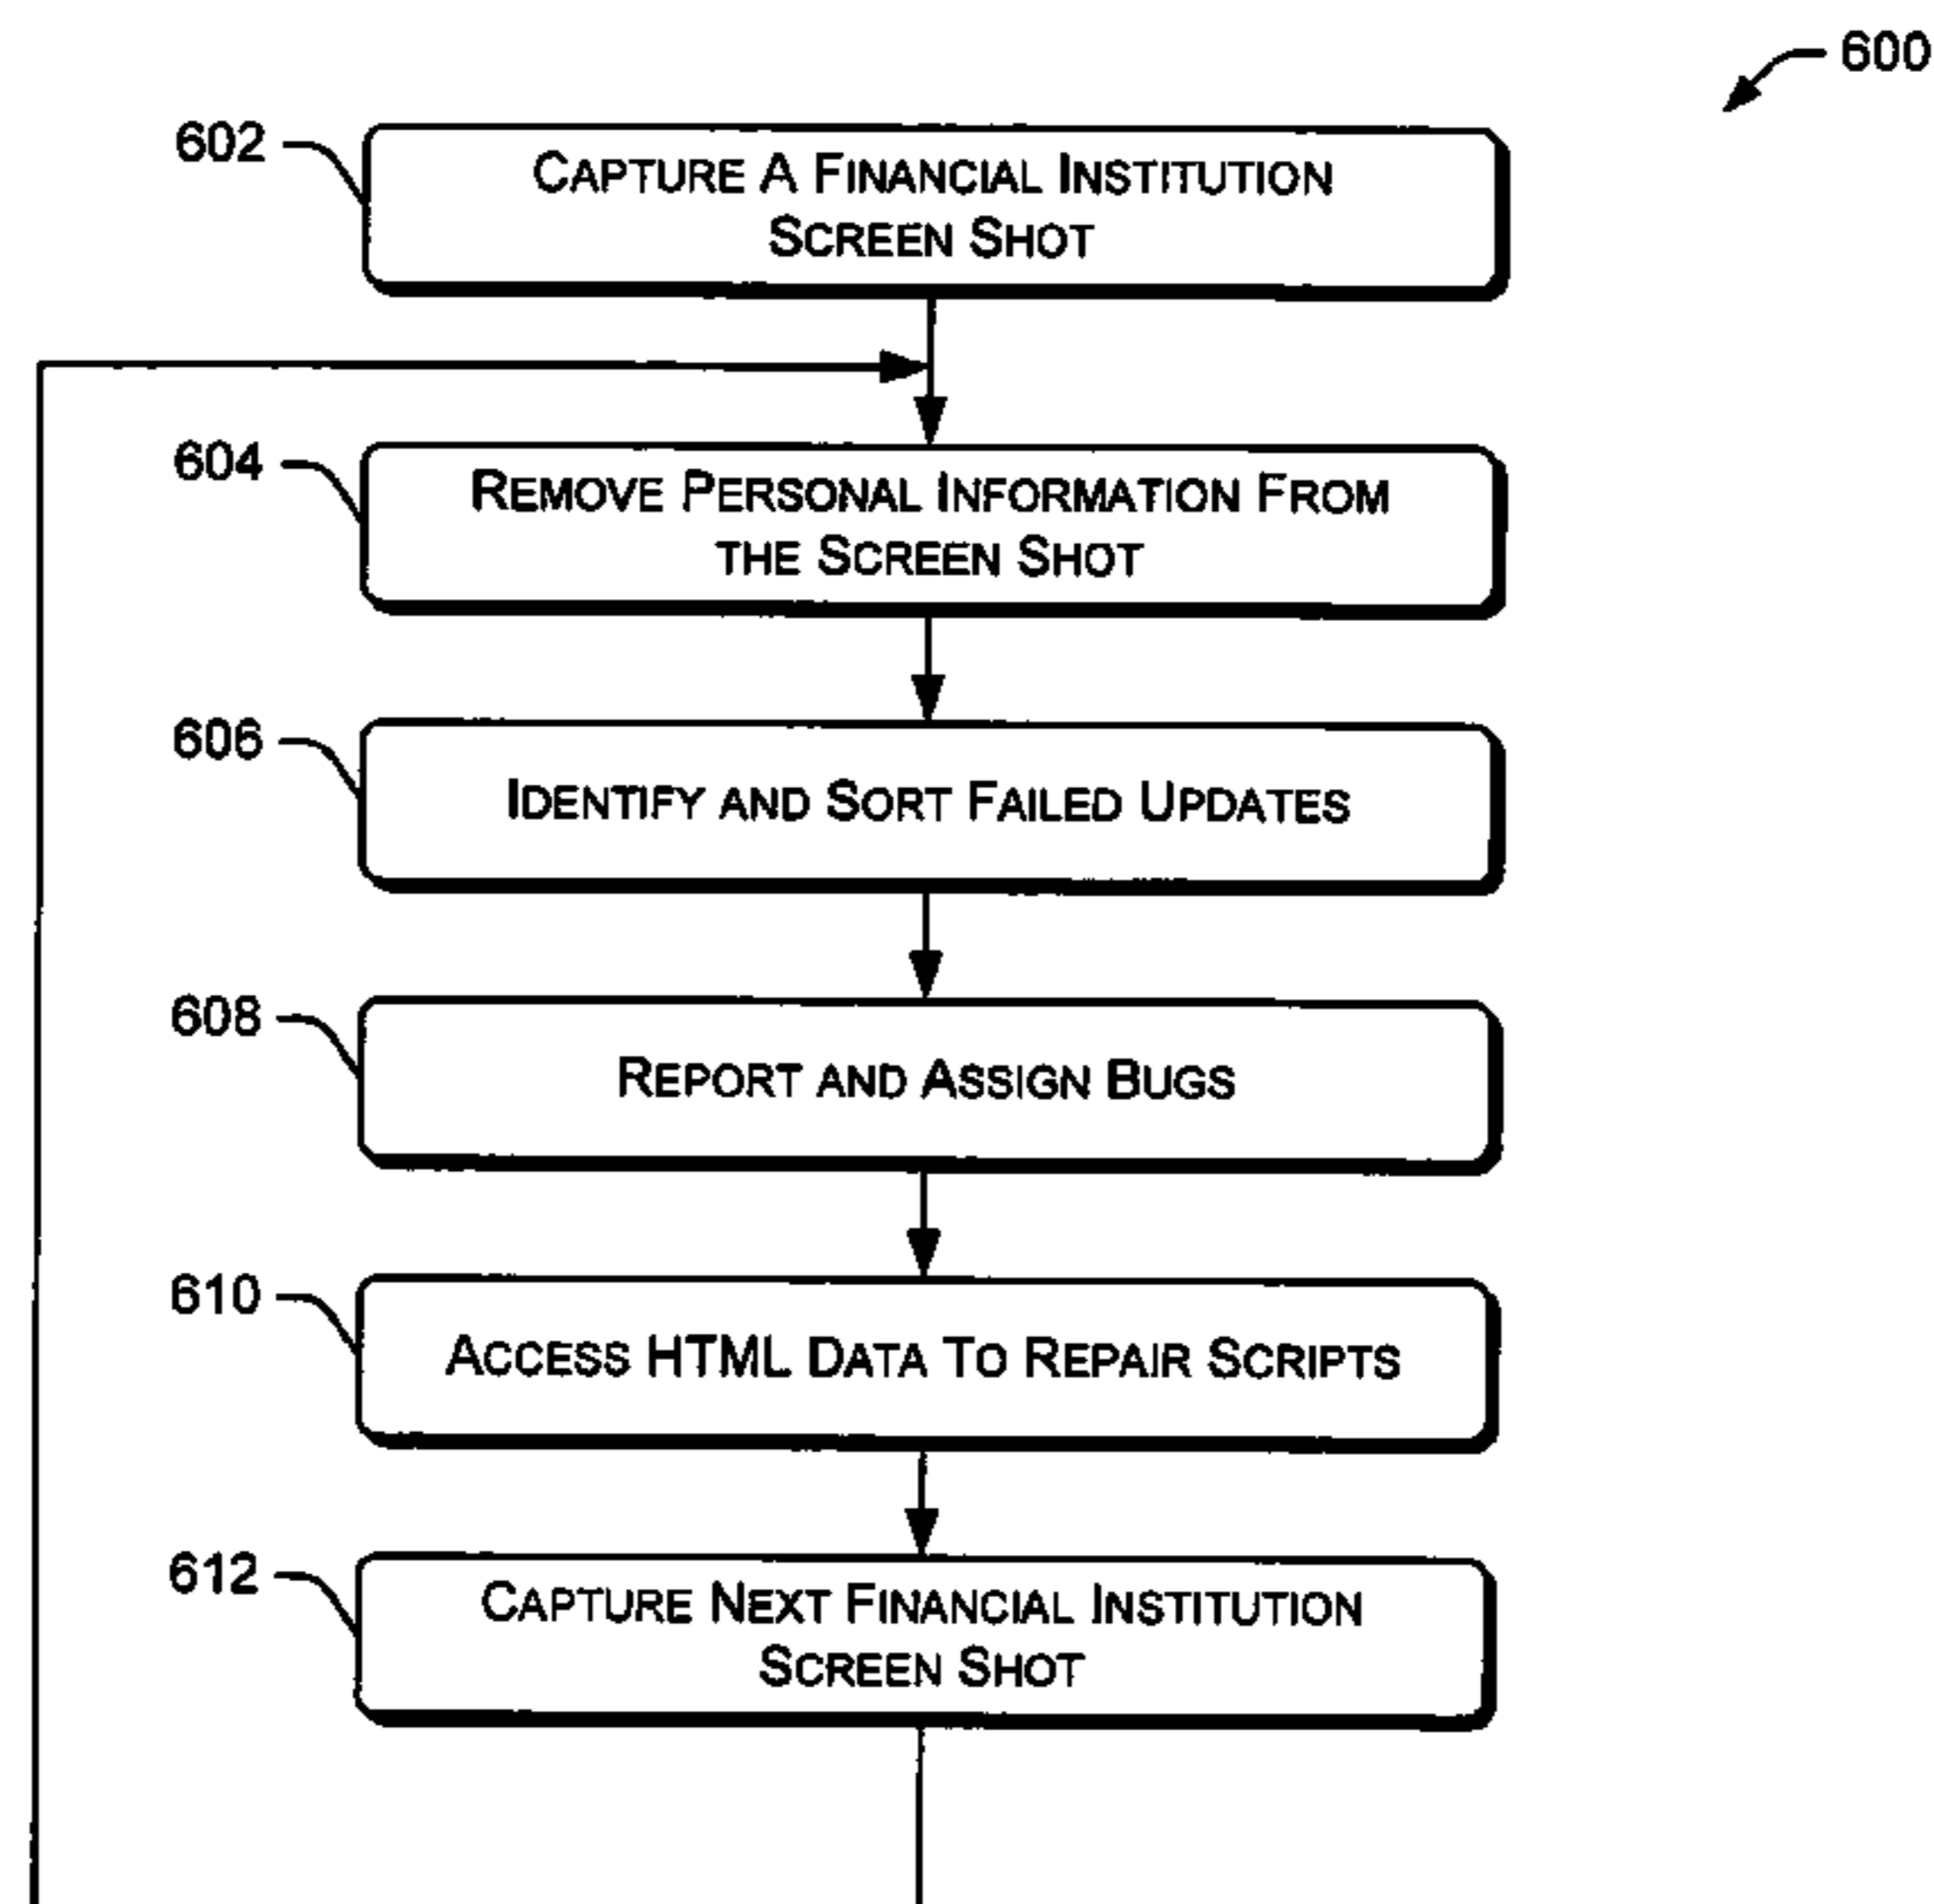 600
602
CAPTURE A FINANCIAL INSTITUTION
SCREEN SHOT
604
REMOVE PERSONAL INFORMATION FROM
THE SCREEN SHOT
606
IDENTIFY AND SORT FAILED UPDATES
608
REPORT AND ASSIGN BUGS
610
ACCESS HTML DATA TO REPAIR SCRIPTS
612
CAPTURE NEXT FINANCIAL INSTITUTION
SCREEN SHOT